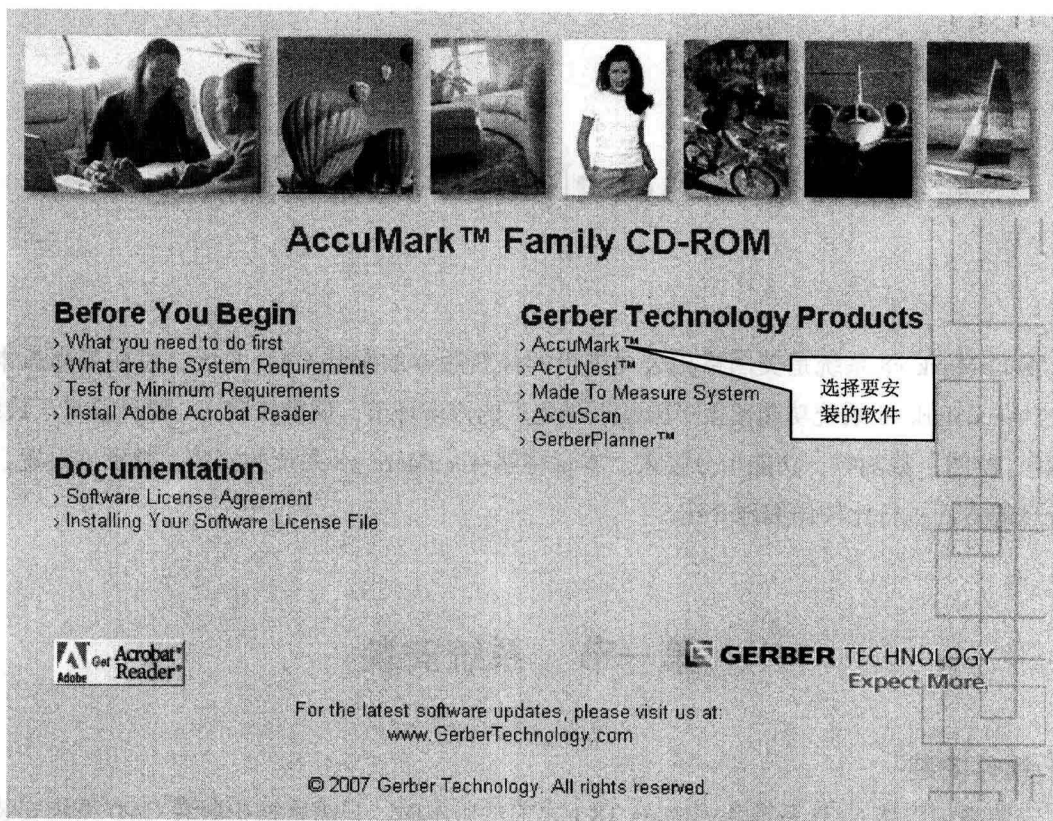 AccuMark™ Family CD-ROM
Before You Begin
› What you need to do first
› What are the System Requirements
› Test for Minimum Requirements
› Install Adobe Acrobat Reader
Documentation
› Software License Agreement
› Installing Your Software License File
Gerber Technology Products
› AccuMark™
› AccuNest™
› Made To Measure System
› AccuScan
› GerberPlanner™
选择要安
装的软件
Adobe
Get Acrobat®
Reader®
GERBER TECHNOLOGY
Expect More.
For the latest software updates, please visit us at:
www.GerberTechnology.com
© 2007 Gerber Technology. All rights reserved.